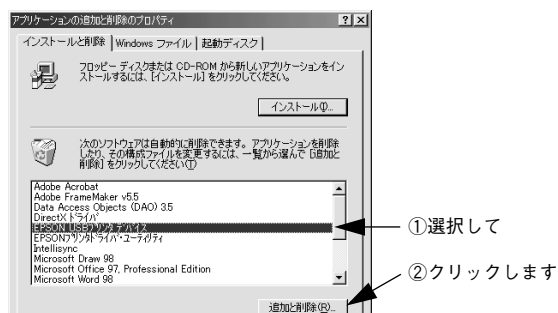 アプリケーションの追加と削除のプロパティ
インストールと削除
Windows ファイル
起動ディスク
フロッピー ディスクまたは CD-ROM から新しいアプリケーションをイン
ストールするには、[インストール] をクリックしてください。
インストール(I)...
次のソフトウェアは自動的に削除できます。アプリケーションを削除
したり、その構成ファイルを変更するには、一覧から選んで [追加と
削除] をクリックしてください(T)
Adobe Acrobat
Adobe FrameMaker v5.5
Data Access Objects (DAO) 3.5
DirectX ドライバ
EPSON USBプリンタデバイス
EPSONプリンタドライバ・ユーティリティ
Intellisync
Microsoft Draw 98
Microsoft Office 97, Professional Edition
Microsoft Word 98
追加と削除(R)...
①選択して
②クリックします